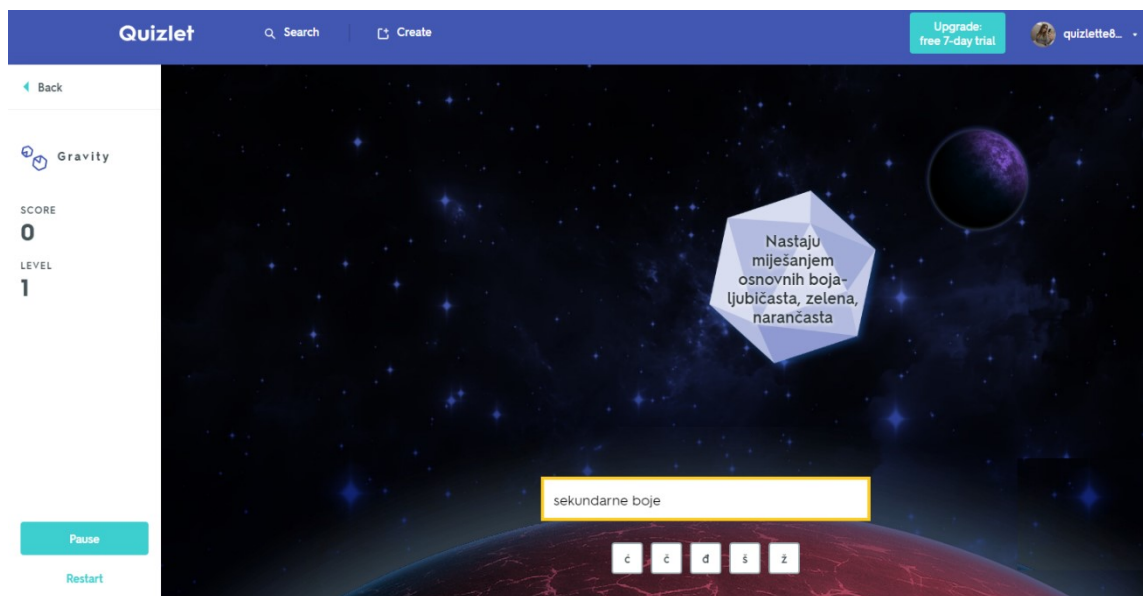 Quizlet
Search
Create
Upgrade:
free 7-day trial
quizlette8...
Back
Gravity
SCORE
0
LEVEL
1
Nastaju
miješanjem
osnovnih boja-
ljubičasta, zelena,
narančasta
sekundarne boje
ć č đ š ž
Pause
Restart